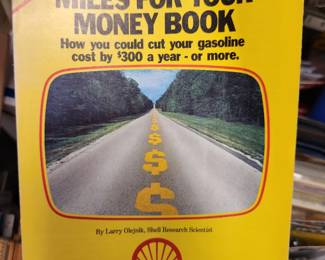 MILES FOR YOUR
MONEY BOOK
How you could cut your gasoline
cost by $300 a year - or more.
$
$
$
$
$
By Larry Olejnik, Shell Research Scientist